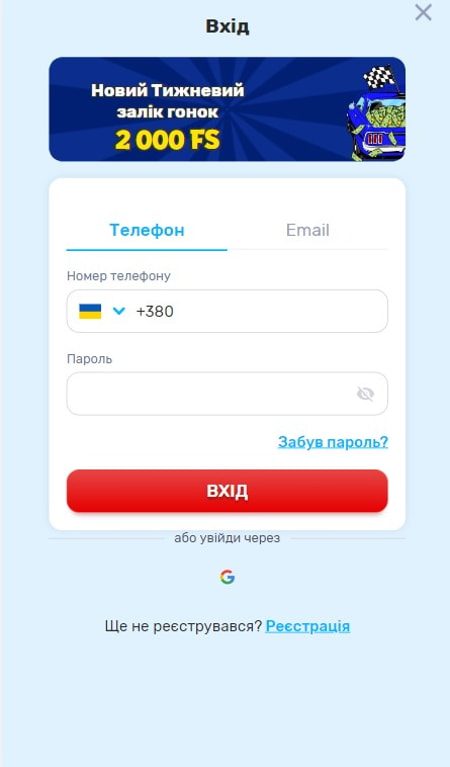 Вхід
Новий Тижневий
залік гонок
2 000 FS
Телефон
Email
Номер телефону
+380
Пароль
Забув пароль?
ВХІД
або увійди через
Ще не реєструвався? Реєстрація